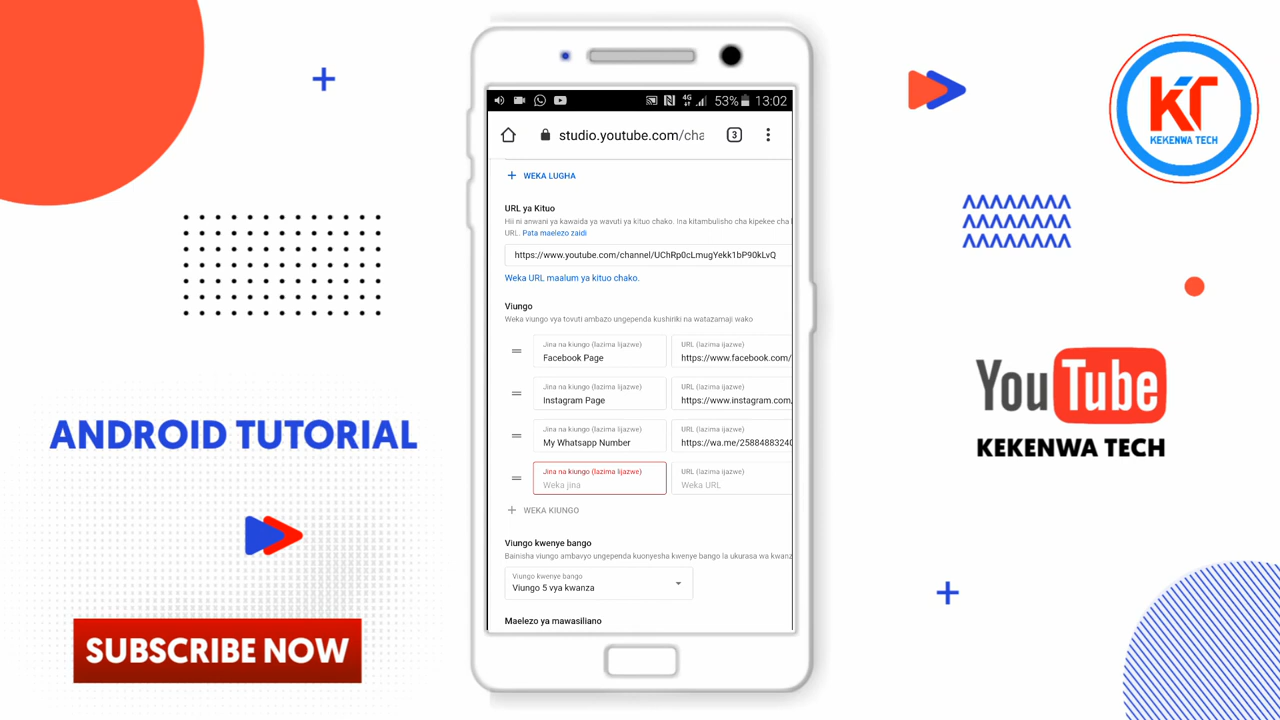 KT
KEKENWA TECH
4G
53%
13:02
studio.youtube.com/cha
3
+ WEKA LUGHA
URL ya Kituo
Hii ni anwani ya kawaida ya wavuti ya kituo chako. Ina kitambulisho cha kipekee cha
URL. Pata maelezo zaidi
https://www.youtube.com/channel/UChRp0cLmugYekk1bP90kLvQ
Weka URL maalum ya kituo chako.
Viungo
Weka viungo vya tovuti ambazo ungependa kushiriki na watazamaji wako
Jina na kiungo (lazima lijazwe)
URL (lazima ijazwe)
Facebook Page
https://www.facebook.com/
Jina na kiungo (lazima lijazwe)
URL (lazima ijazwe)
Instagram Page
https://www.instagram.com,
Jina na kiungo (lazima lijazwe)
URL (lazima ijazwe)
My Whatsapp Number
https://wa.me/25884883240
Jina na kiungo (lazima lijazwe)
URL (lazima ijazwe)
Weka jina
Weka URL
+ WEKA KIUNGO
Viungo kwenye bango
Bainisha viungo ambavyo ungependa kuonyesha kwenye bango la ukurasa wa kwanz
Viungo kwenye bango
Viungo 5 vya kwanza
Maelezo ya mawasiliano
ANDROID TUTORIAL
SUBSCRIBE NOW
YouTube
KEKENWA TECH